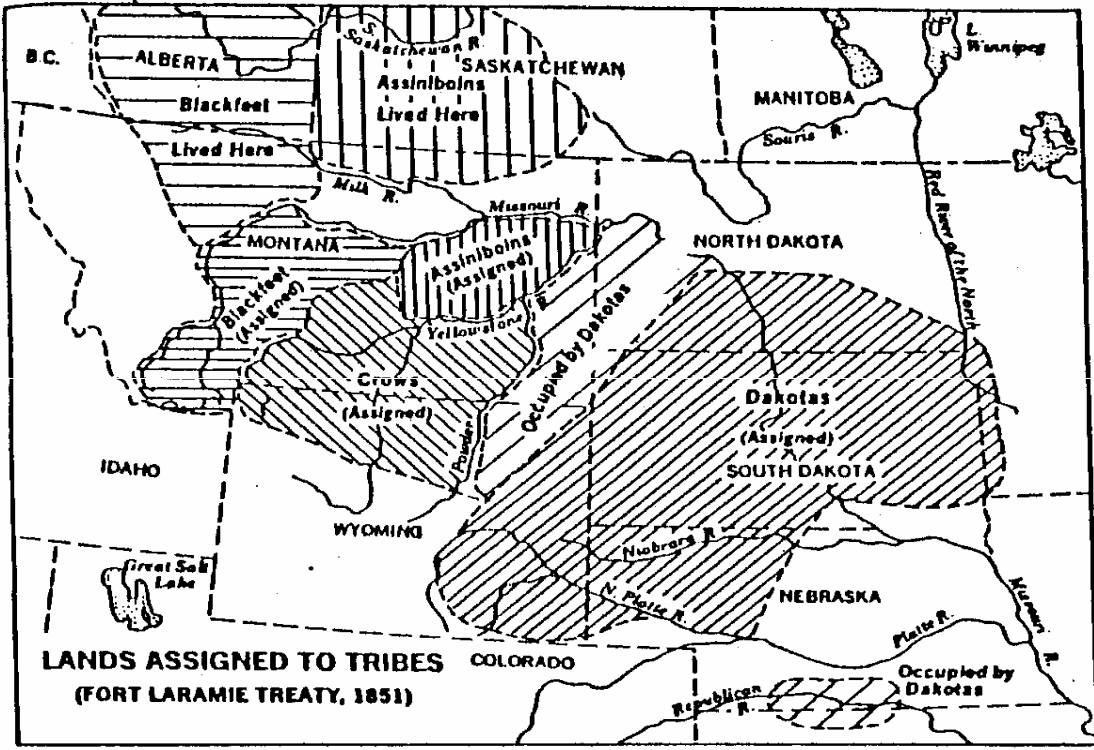 B.C.
ALBERTA
Blackfeet
Lived Here
S.
Saskatchewan R.
SASKATCHEWAN
Assiniboins
Lived Here
L.
Winnipeg
MANITOBA
Souris R.
Red River of the North
Milk
R.
Missouri R.
MONTANA
Blackfeet
(Assigned)
Assiniboins
(Assigned)
Yellowstone R.
NORTH DAKOTA
Occupied by Dakotas
Crows
(Assigned)
Powder
Dakotas
(Assigned)
SOUTH DAKOTA
IDAHO
WYOMING
Niobrara R.
Great Salt
Lake
N. Platte R.
NEBRASKA
Platte R.
Missouri
R.
LANDS ASSIGNED TO TRIBES
(FORT LARAMIE TREATY, 1851)
COLORADO
Occupied by
Dakotas
Republican
R.